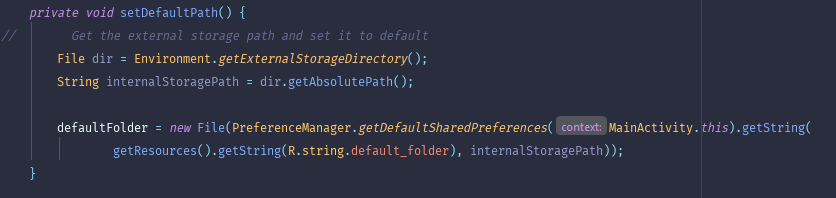 private void setDefaultPath() {
//       Get the external storage path and set it to default
File dir = Environment.getExternalStorageDirectory();
String internalStoragePath = dir.getAbsolutePath();
defaultFolder = new File(PreferenceManager.getDefaultSharedPreferences( context: MainActivity.this).getString(
getResources().getString(R.string.default_folder), internalStoragePath));
}